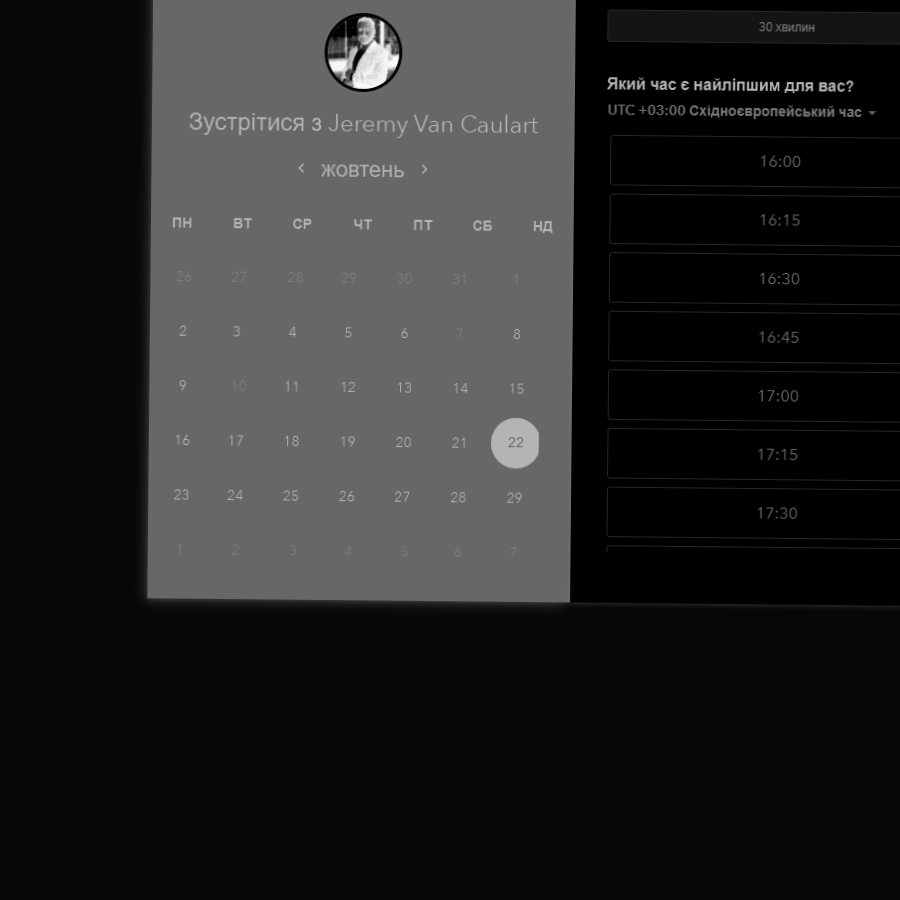 Зустрітися з Jeremy Van Caulart
жовтень
ПН ВТ СР ЧТ ПТ СБ НД
26 27 28 29 30 31 1
2 3 4 5 6 7 8
9 10 11 12 13 14 15
16 17 18 19 20 21 22
23 24 25 26 27 28 29
1 2 3 4 5 6 7
30 хвилин
Який час є найліпшим для вас?
UTC +03:00 Східноєвропейський час
16:00
16:15
16:30
16:45
17:00
17:15
17:30